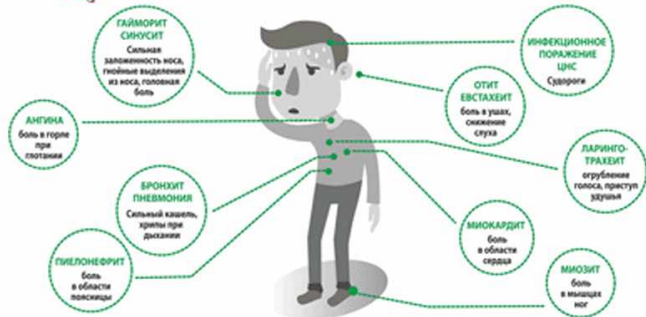 ГАЙМОРИТ
СИНУСИТ
Сильная
заложенность носа,
гнойные выделения
из носа, головная
боль
ИНФЕКЦИОННОЕ
ПОРАЖЕНИЕ
ЦНС
Судороги
ОТИТ
ЕВСТАХЕИТ
боль в ушах,
снижение
слуха
АНГИНА
боль в горле
при
глотании
ЛАРИНГО-
ТРАХЕИТ
огрубление
голоса, приступ
удушья
БРОНХИТ
ПНЕВМОНИЯ
Сильный кашель,
хрипы при
дыхании
МИОКАРДИТ
боль
в области
сердца
ПИЕЛОНЕФРИТ
боль
в области
поясницы
МИОЗИТ
боль
в мышцах
ног